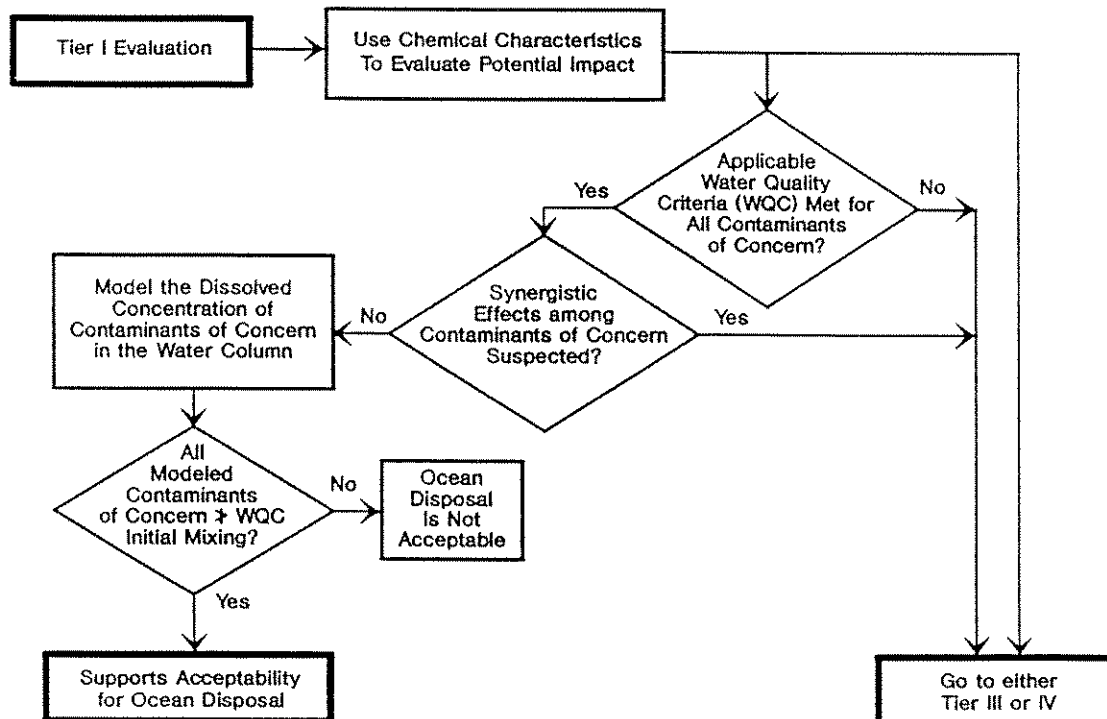 Tier I Evaluation
Use Chemical Characteristics
To Evaluate Potential Impact
Applicable
Water Quality
Criteria (WQC) Met for
All Contaminants
of Concern?
Yes
No
Synergistic
Effects among
Contaminants of Concern
Suspected?
No
Yes
Model the Dissolved
Concentration of
Contaminants of Concern
in the Water Column
All
Modeled
Contaminants
of Concern ≯ WQC
Initial Mixing?
No
Yes
Ocean
Disposal
Is Not
Acceptable
Supports Acceptability
for Ocean Disposal
Go to either
Tier III or IV